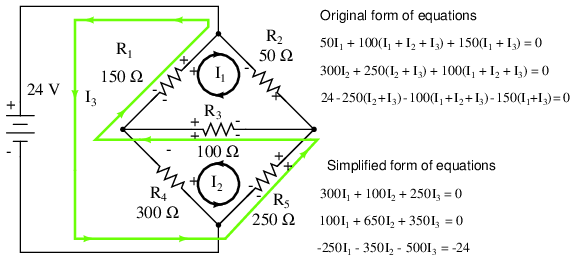 Original form of equations
50I₁ + 100(I₁ + I₂ + I₃) + 150(I₁ + I₃) = 0
300I₂ + 250(I₂ + I₃) + 100(I₁ + I₂ + I₃) = 0
24 - 250(I₂+I₃) - 100(I₁+I₂+I₃) - 150(I₁+I₃) = 0
Simplified form of equations
300I₁ + 100I₂ + 250I₃ = 0
100I₁ + 650I₂ + 350I₃ = 0
-250I₁ - 350I₂ - 500I₃ = -24
24 V
+
-
I₃
R₁
150 Ω
+
-
+
-
R₂
50 Ω
+
-
I₁
R₃
100 Ω
+
-
+
-
R₄
300 Ω
+
-
I₂
R₅
250 Ω
+
-
+
-